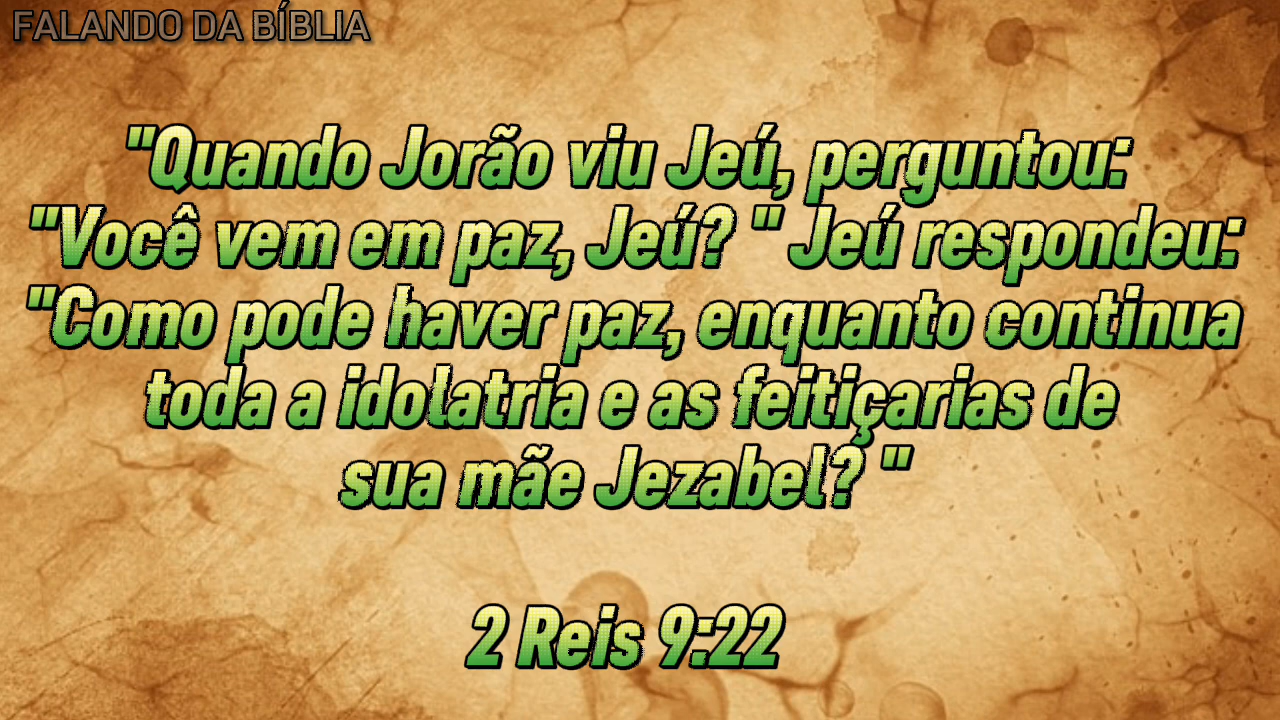 FALANDO DA BÍBLIA
"Quando Jorão viu Jeú, perguntou:
"Você vem em paz, Jeú? " Jeú respondeu:
"Como pode haver paz, enquanto continua
toda a idolatria e as feitiçarias de
sua mãe Jezabel? "
2 Reis 9:22